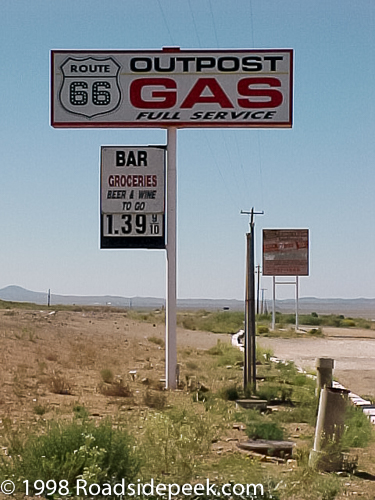 ROUTE
66
OUTPOST
GAS
FULL SERVICE
BAR
GROCERIES
BEER & WINE
TO GO
1.39 9/10
© 1998 Roadsidepeek.com